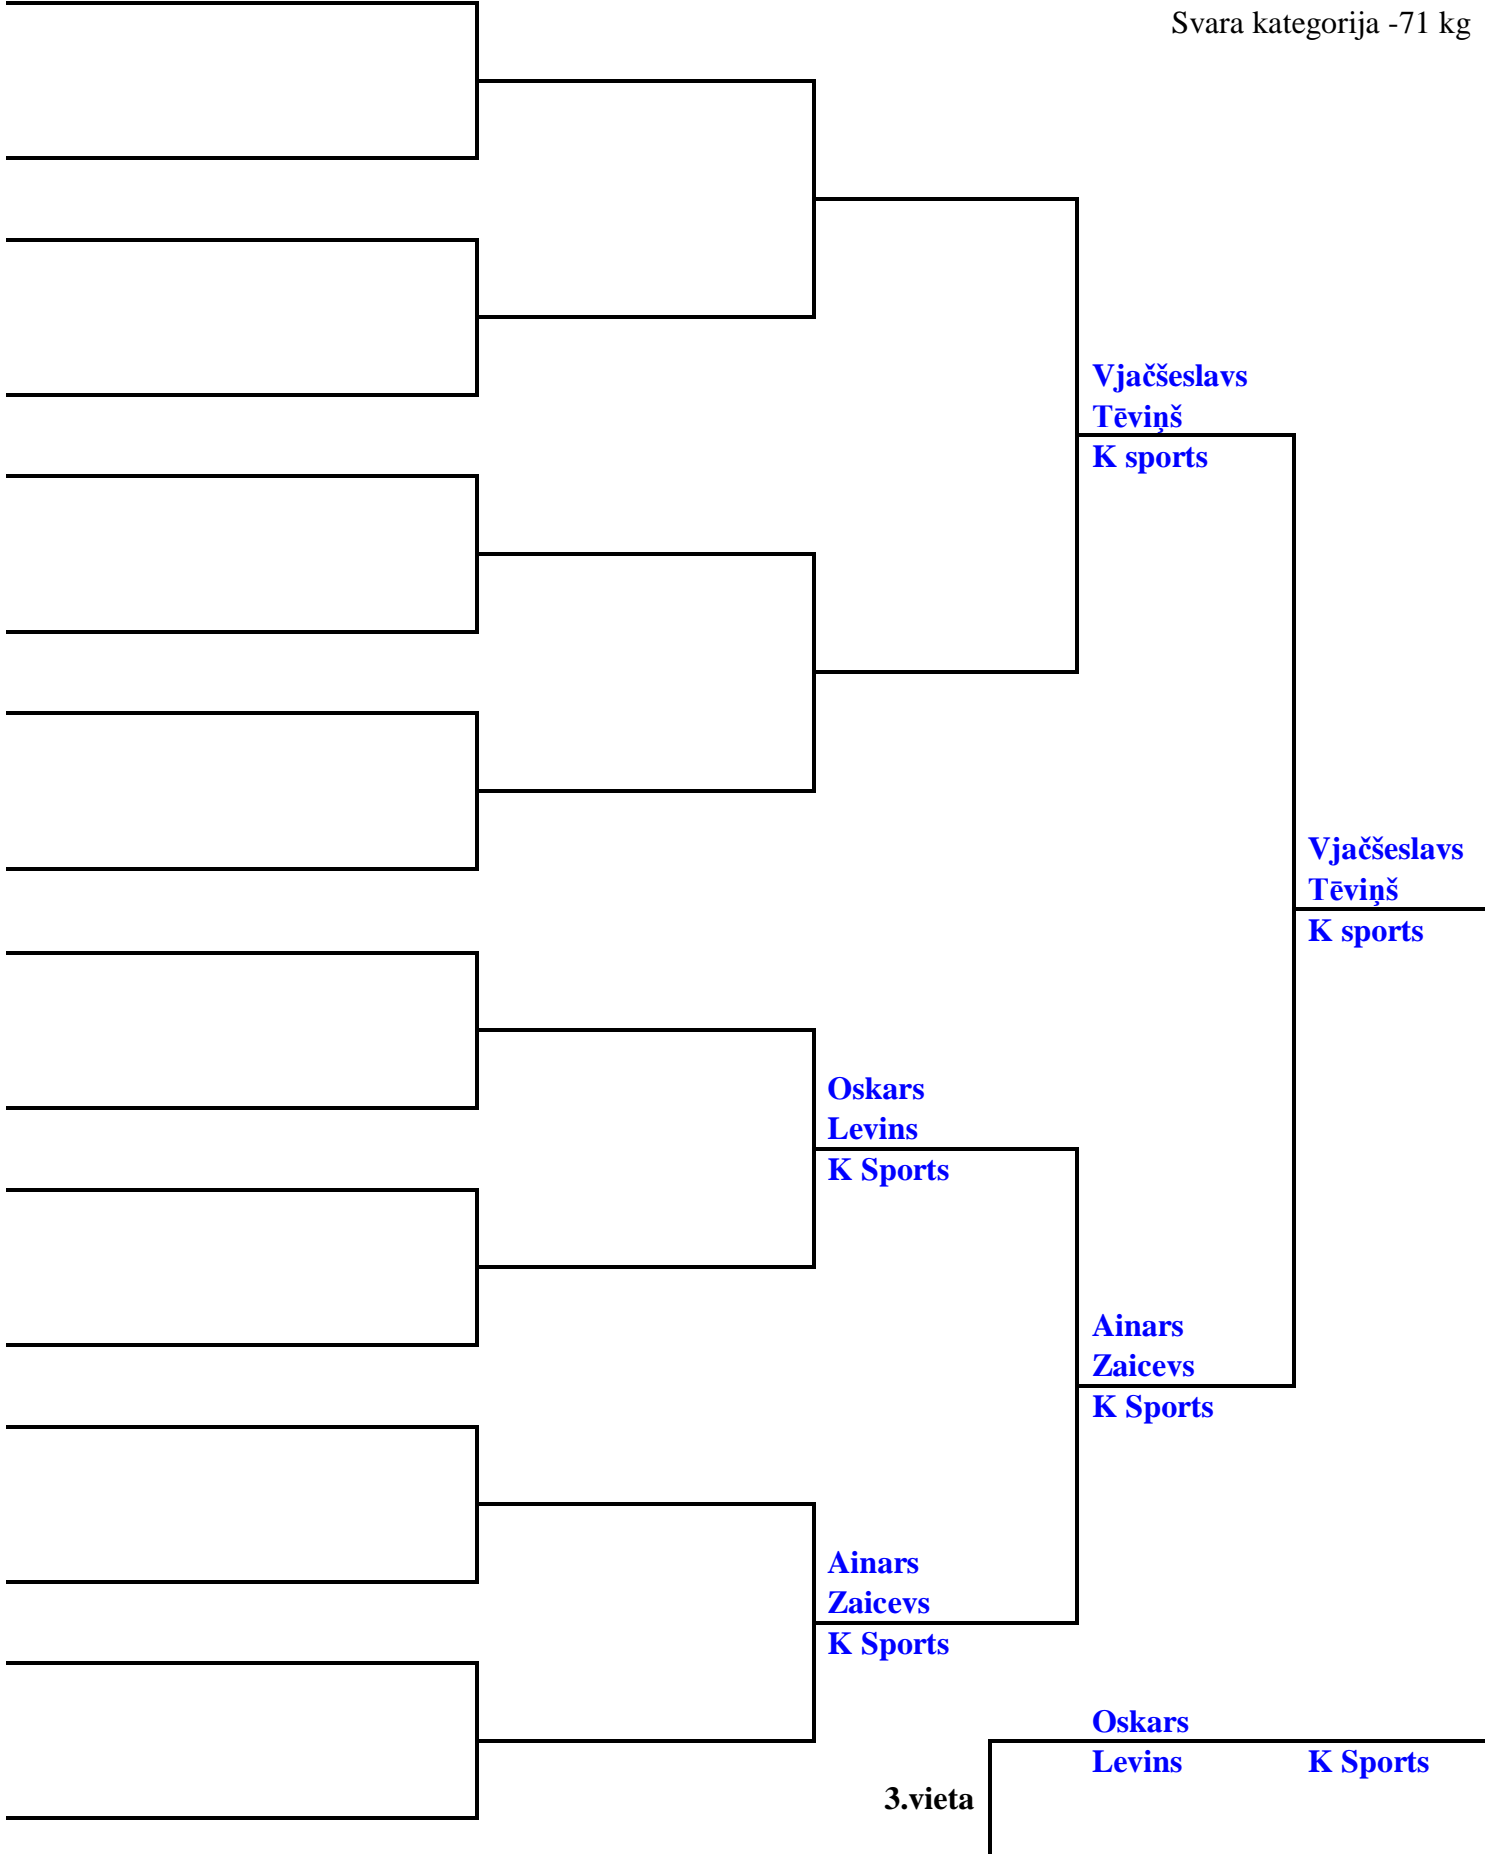 Svara kategorija -71 kg
Vjačšeslavs
Tēviņš
K sports
Vjačšeslavs
Tēviņš
K sports
Oskars
Levins
K Sports
Ainars
Zaicevs
K Sports
Ainars
Zaicevs
K Sports
Oskars
Levins K Sports
3.vieta